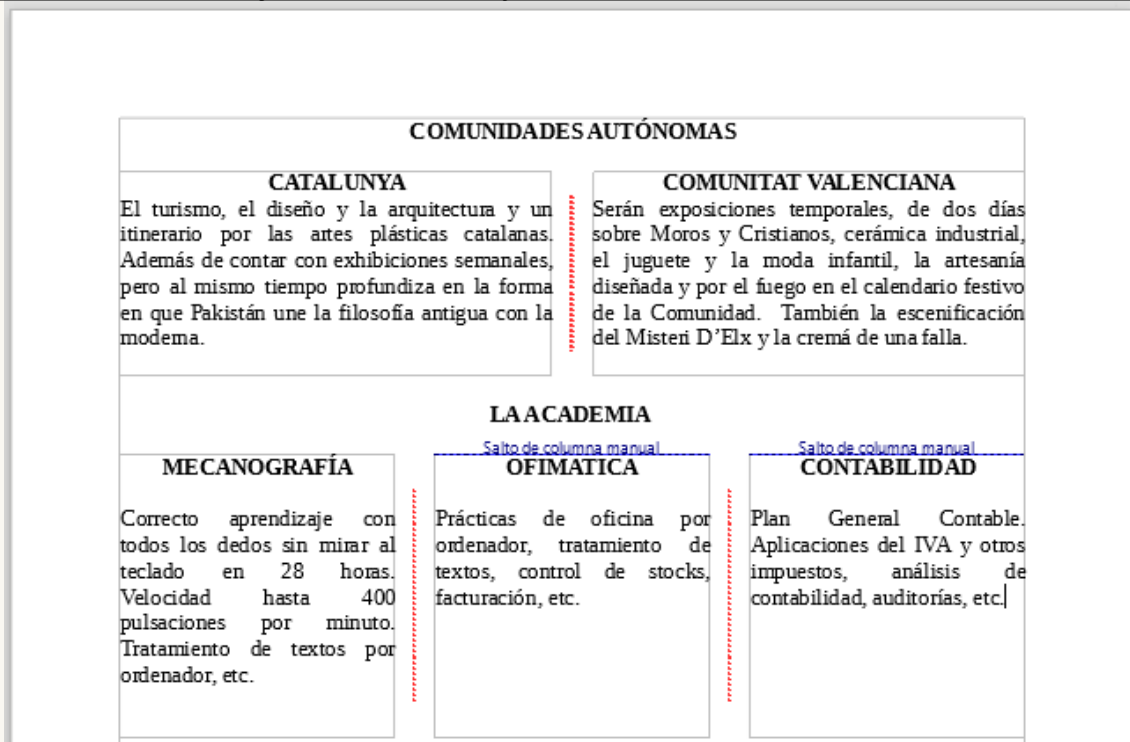 COMUNIDADES AUTÓNOMAS
CATALUNYA
El turismo, el diseño y la arquitectura y un
itinerario por las artes plásticas catalanas.
Además de contar con exhibiciones semanales,
pero al mismo tiempo profundiza en la forma
en que Pakistán une la filosofía antigua con la
moderna.
COMUNITAT VALENCIANA
Serán exposiciones temporales, de dos días
sobre Moros y Cristianos, cerámica industrial,
el juguete y la moda infantil, la artesanía
diseñada y por el fuego en el calendario festivo
de la Comunidad. También la escenificación
del Misteri D’Elx y la cremá de una falla.
LA ACADEMIA
MECANOGRAFÍA
Correcto aprendizaje con
todos los dedos sin mirar al
teclado en 28 horas.
Velocidad hasta 400
pulsaciones por minuto.
Tratamiento de textos por
ordenador, etc.
Salto de columna manual
OFIMATICA
Prácticas de oficina por
ordenador, tratamiento de
textos, control de stocks,
facturación, etc.
Salto de columna manual
CONTABILIDAD
Plan General Contable.
Aplicaciones del IVA y otros
impuestos, análisis de
contabilidad, auditorías, etc.